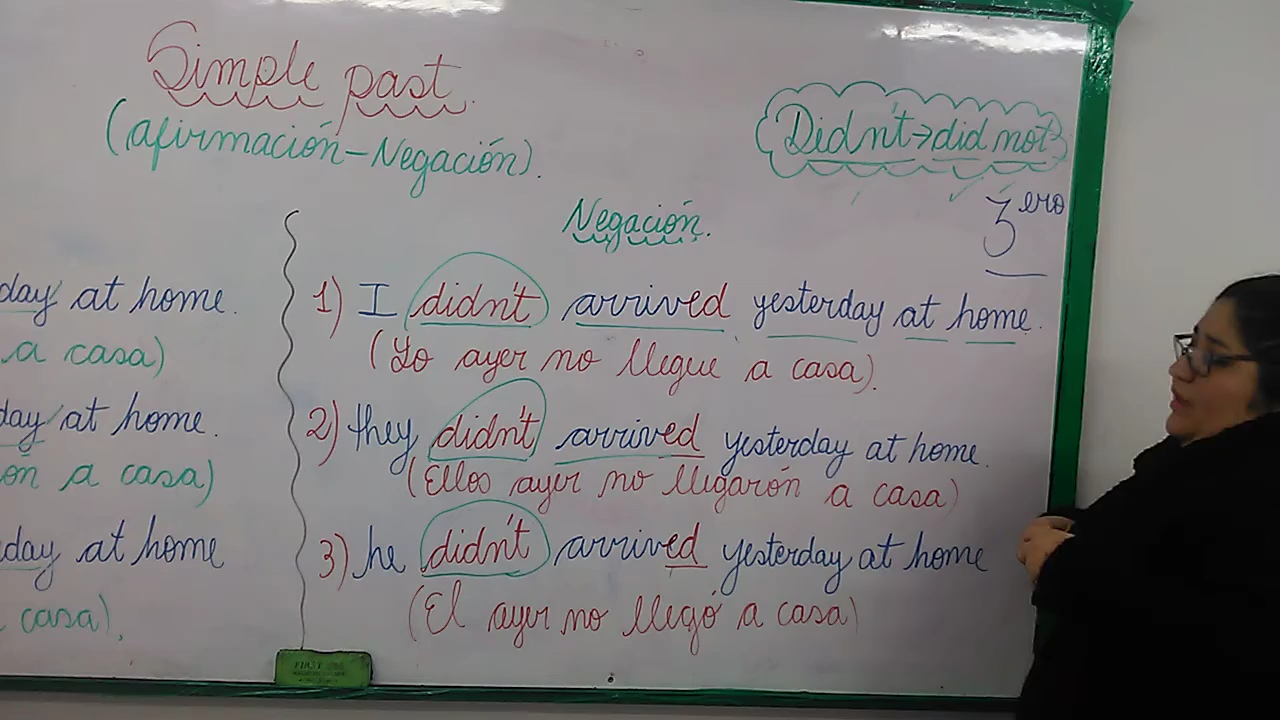 Simple past.
(afirmación-Negación).
Didn't→did not
3ero
Negación.
day at home.
a casa)
day at home.
on a casa)
day at home
casa).
1) I didn't arrived yesterday at home.
(Yo ayer no llegue a casa).
2) they didn't arrived yesterday at home.
(Ellos ayer no llegarón a casa)
3) he didn't arrived yesterday at home
(El ayer no llegó a casa)
FIRST